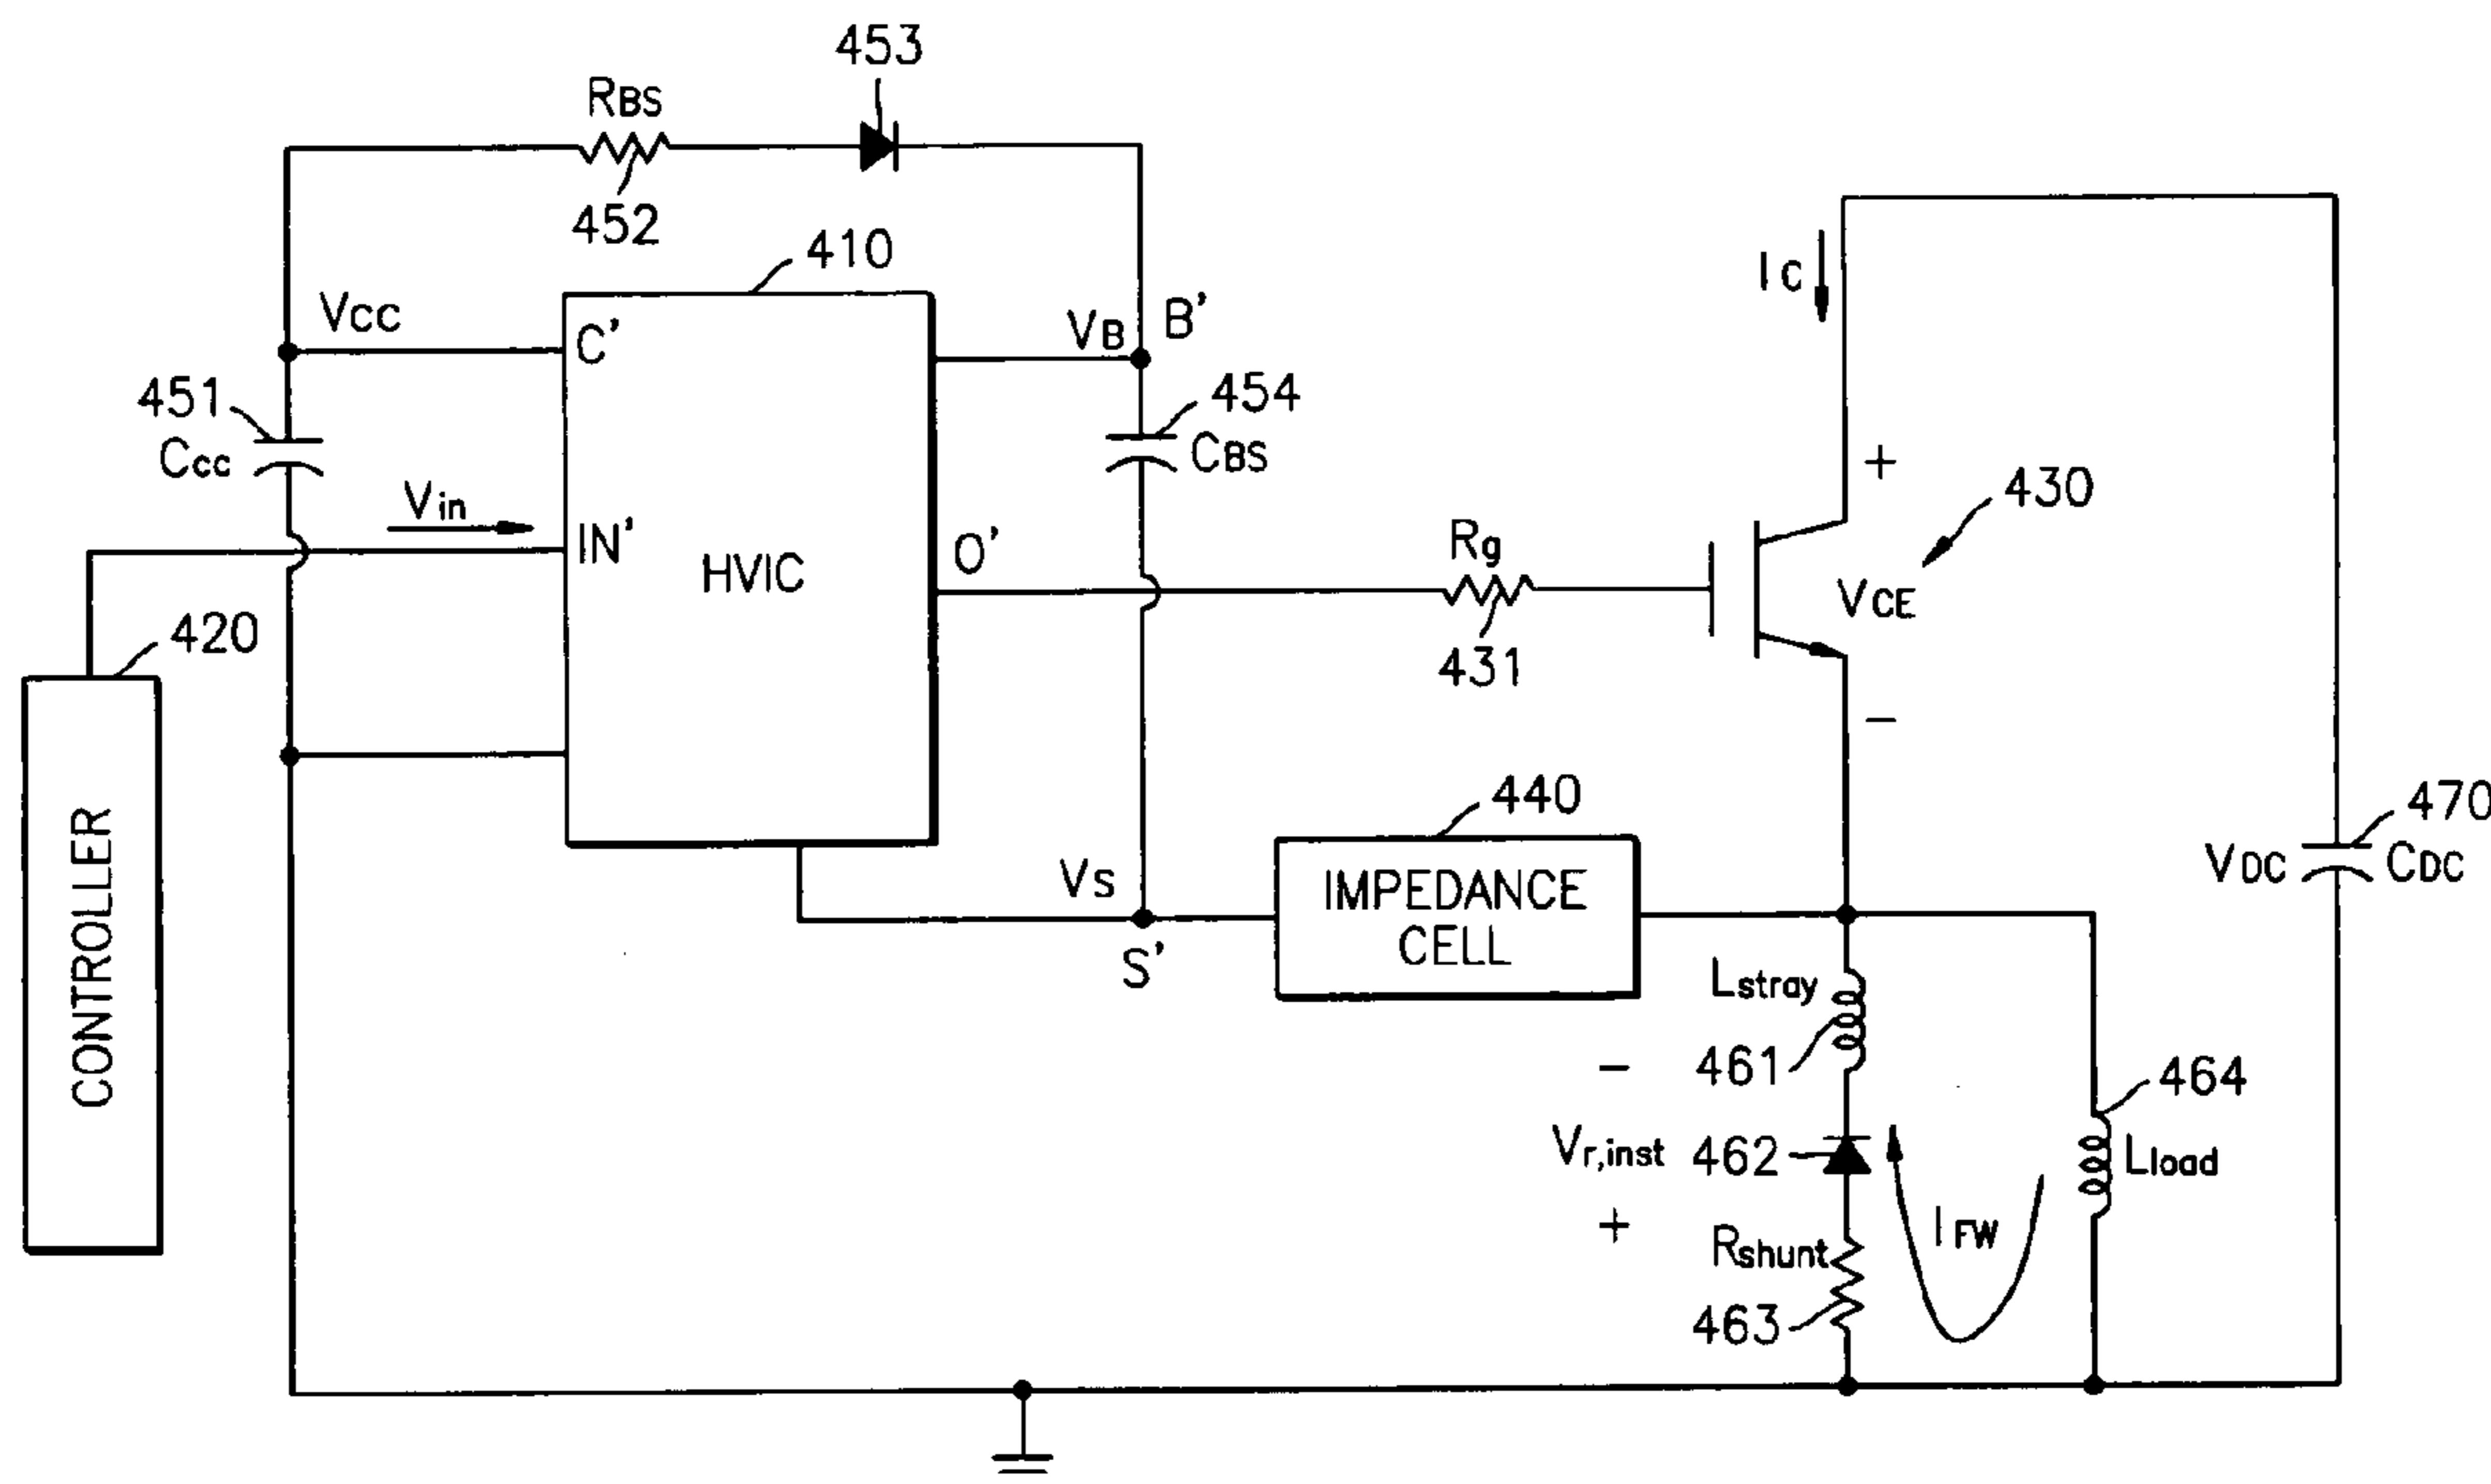 453
RBS
452
410
VCC
C'
VB
B'
IC
451
CCC
454
CBS
+
430
Vin
IN'
HVIC
O'
Rg
431
VCE
420
−
CONTROLLER
440
IMPEDANCE
CELL
VS
S'
470
VDC
CDC
Lstray
461
−
464
Vr,inst
462
Lload
+
Rshunt
IFW
463